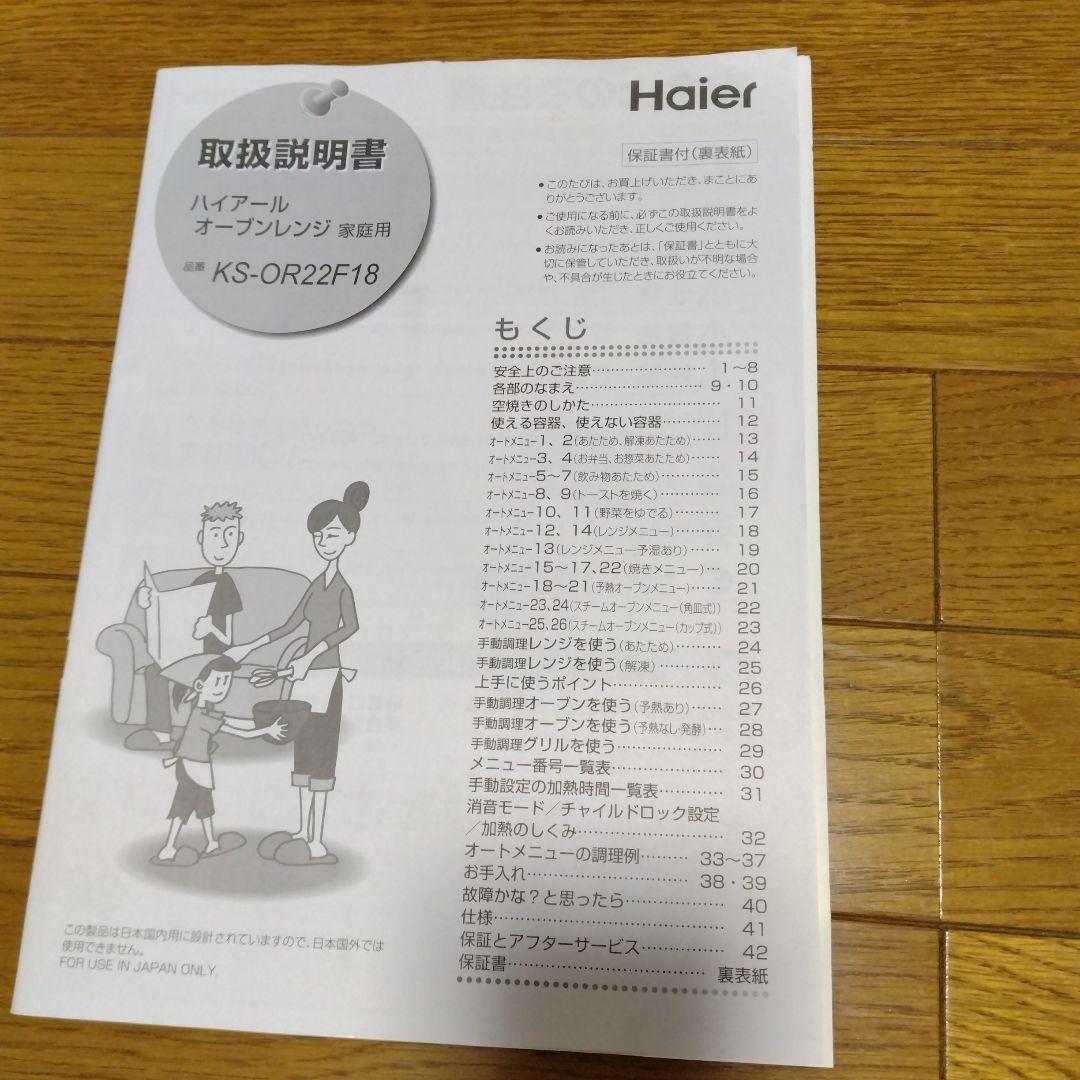 Haier
取扱説明書
ハイアール
オーブンレンジ 家庭用
品番 KS-OR22F18
保証書付(裏表紙)
●このたびは、お買上げいただき、まことにあ
りがとうございます。
●ご使用になる前に、必ずこの取扱説明書をよ
くお読みいただき、正しくご使用ください。
●お読みになったあとは、「保証書」とともに大
切に保管していただき、取扱いが不明な場合
や、不具合が生じたときにお役立てください。
もくじ
安全上のご注意…………………… 1〜8
各部のなまえ……………………… 9・10
空焼きのしかた……………………… 11
使える容器、使えない容器………… 12
オートメニュー1、2(あたため、解凍あたため)…… 13
オートメニュー3、4(お弁当、お惣菜あたため)…… 14
オートメニュー5〜7(飲み物あたため)………… 15
オートメニュー8、9(トーストを焼く)………… 16
オートメニュー10、11(野菜をゆでる)……… 17
オートメニュー12、14(レンジメニュー)……… 18
オートメニュー13(レンジメニュー予湿あり)…… 19
オートメニュー15〜17、22(焼きメニュー)… 20
オートメニュー18〜21(予熱オーブンメニュー)…… 21
オートメニュー23、24(スチームオーブンメニュー(角皿式)) 22
オートメニュー25、26(スチームオーブンメニュー(カップ式)) 23
手動調理レンジを使う(あたため)……… 24
手動調理レンジを使う(解凍)………… 25
上手に使うポイント………………… 26
手動調理オーブンを使う(予熱あり)…… 27
手動調理オーブンを使う(予熱なし・発酵)… 28
手動調理グリルを使う……………… 29
メニュー番号一覧表………………… 30
手動設定の加熱時間一覧表………… 31
消音モード/チャイルドロック設定
/加熱のしくみ……………………… 32
オートメニューの調理例……… 33〜37
お手入れ………………………… 38・39
故障かな?と思ったら……………… 40
仕様…………………………………… 41
保証とアフターサービス…………… 42
保証書……………………………… 裏表紙
この製品は日本国内用に設計されていますので、日本国外では
使用できません。
FOR USE IN JAPAN ONLY.